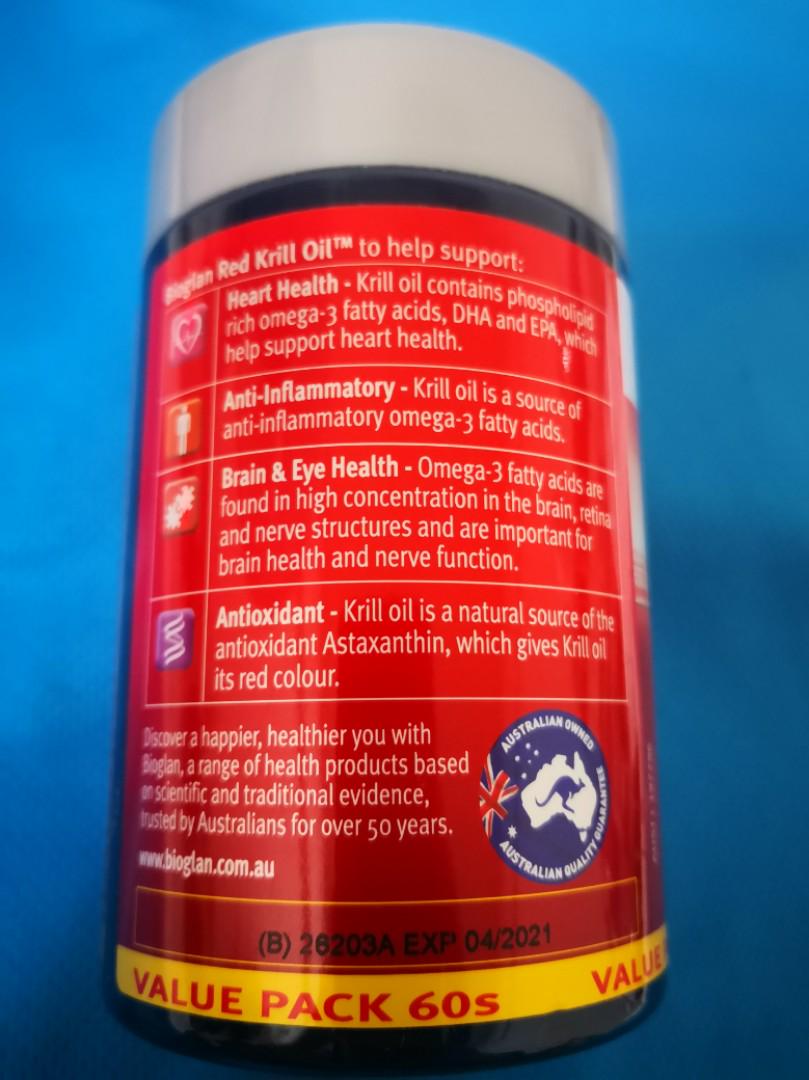 Bioglan Red Krill Oil™ to help support:
Heart Health - Krill oil contains phospholipid
rich omega-3 fatty acids, DHA and EPA, which
help support heart health.
Anti-Inflammatory - Krill oil is a source of
anti-inflammatory omega-3 fatty acids.
Brain & Eye Health - Omega-3 fatty acids are
found in high concentration in the brain, retina
and nerve structures and are important for
brain health and nerve function.
Antioxidant - Krill oil is a natural source of the
antioxidant Astaxanthin, which gives Krill oil
its red colour.
Discover a happier, healthier you with
Bioglan, a range of health products based
on scientific and traditional evidence,
trusted by Australians for over 50 years.
www.bioglan.com.au
AUSTRALIAN OWNED
AUSTRALIAN QUALITY GUARANTEE
(B) 26203A EXP 04/2021
VALUE PACK 60s
VALUE